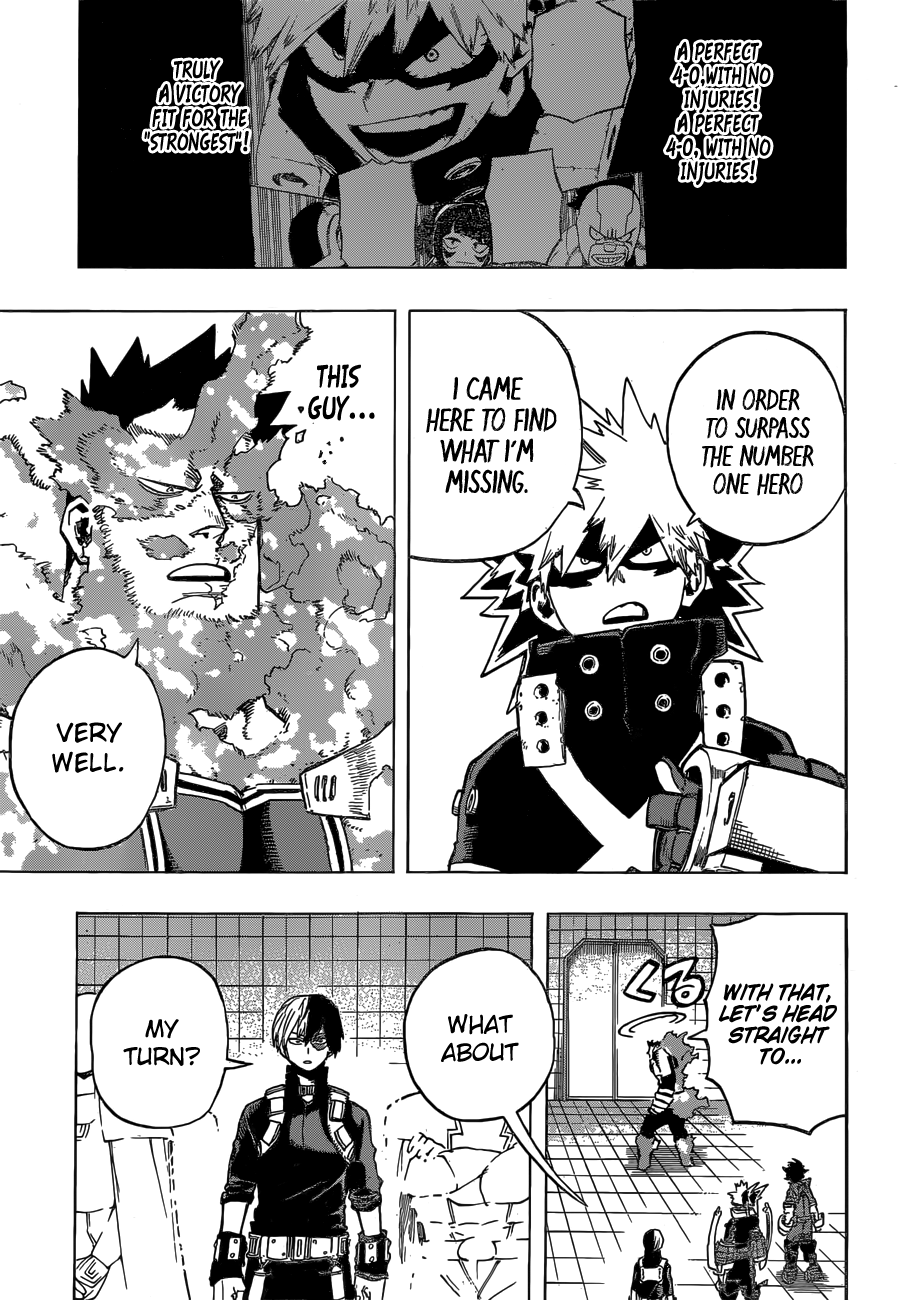 A PERFECT
4-0, WITH NO
INJURIES!
A PERFECT
4-0, WITH NO
INJURIES!
TRULY
A VICTORY
FIT FOR THE
"STRONGEST"!
IN ORDER
TO SURPASS
THE NUMBER
ONE HERO
I CAME
HERE TO FIND
WHAT I'M
MISSING.
THIS
GUY...
VERY
WELL.
WITH THAT,
LET'S HEAD
STRAIGHT
TO...
くる
WHAT
ABOUT
MY
TURN?